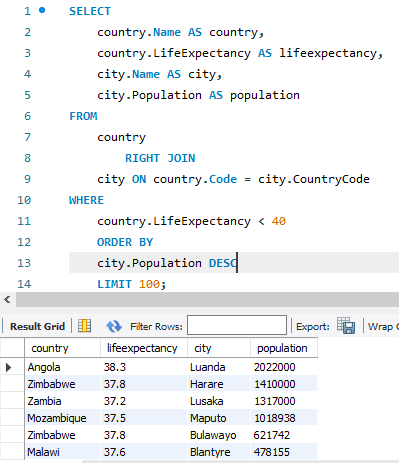 1 SELECT
2 country.Name AS country,
3 country.LifeExpectancy AS lifeexpectancy,
4 city.Name AS city,
5 city.Population AS population
6 FROM
7 country
8 RIGHT JOIN
9 city ON country.Code = city.CountryCode
10 WHERE
11 country.LifeExpectancy < 40
12 ORDER BY
13 city.Population DESC
14 LIMIT 100;
Result Grid Filter Rows: Export: Wrap C
country lifeexpectancy city population
Angola 38.3 Luanda 2022000
Zimbabwe 37.8 Harare 1410000
Zambia 37.2 Lusaka 1317000
Mozambique 37.5 Maputo 1018938
Zimbabwe 37.8 Bulawayo 621742
Malawi 37.6 Blantyre 478155